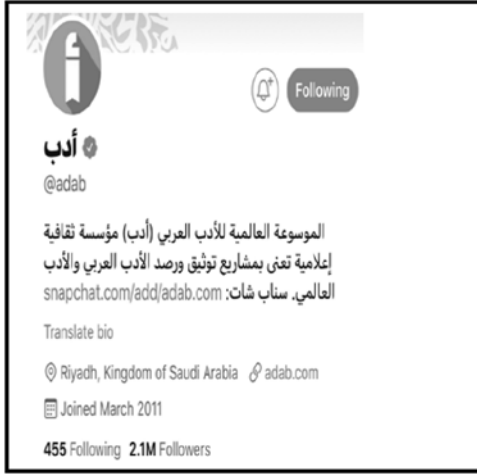 Following
أدب
@adab
الموسوعة العالمية للأدب العربي (أدب) مؤسسة ثقافية
إعلامية تعنى بمشاريع توثيق ورصد الأدب العربي والأدب
العالمي. سناب شات: snapchat.com/add/adab.com
Translate bio
Riyadh, Kingdom of Saudi Arabia adab.com
Joined March 2011
455 Following 2.1M Followers